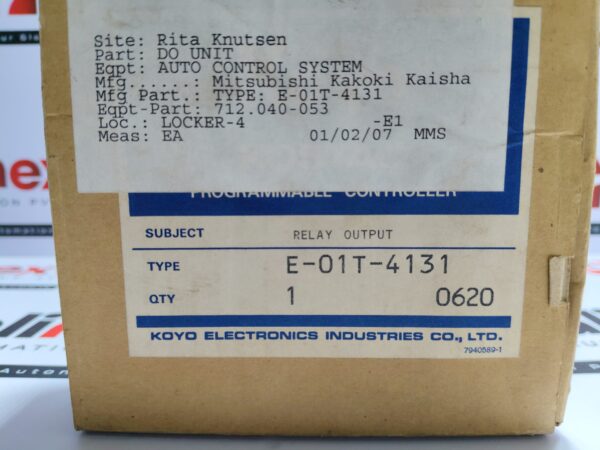 Site: Rita Knutsen
Part: DO UNIT
Eqpt: AUTO CONTROL SYSTEM
Mfg.....: Mitsubishi Kakoki Kaisha
Mfg Part.: TYPE: E-01T-4131
Eqpt-Part: 712.040-053
Loc.: LOCKER-4 -E1
Meas: EA 01/02/07 MMS
PROGRAMMABLE CONTROLLER
SUBJECT RELAY OUTPUT
TYPE E-01T-4131
QTY 1 0620
KOYO ELECTRONICS INDUSTRIES CO., LTD.
7940589-1